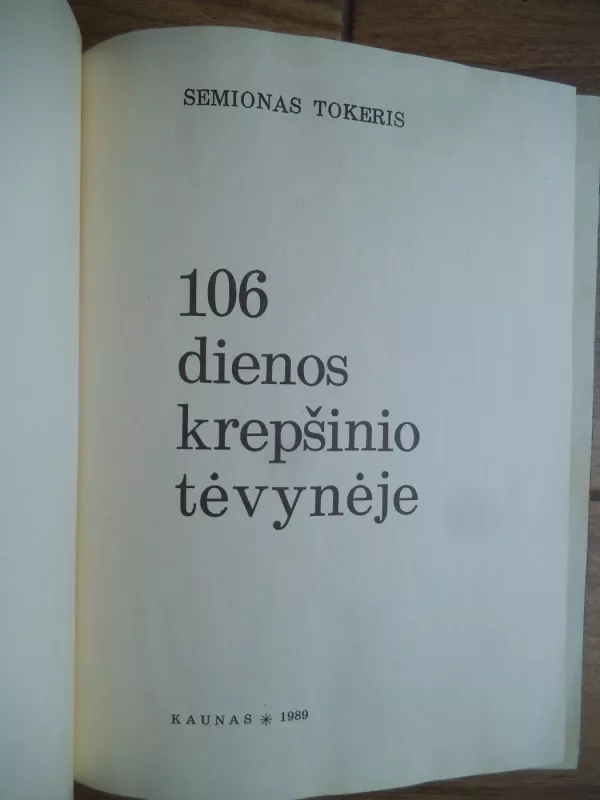 SEMIONAS TOKERIS
106
dienos
krepšinio
tėvynėje
KAUNAS ✳ 1989